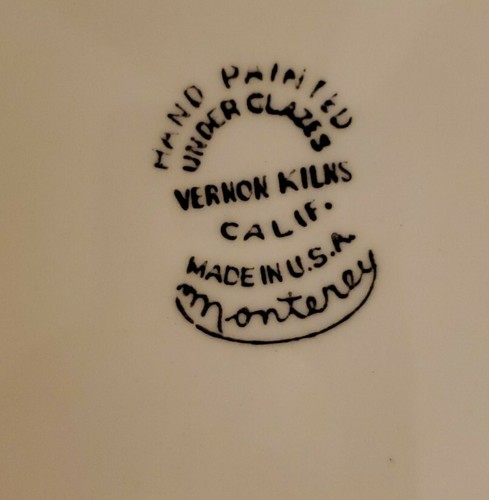 HAND PAINTED
UNDER GLAZES
VERNON KILNS
CALIF.
MADE IN U.S.A.
Monterey